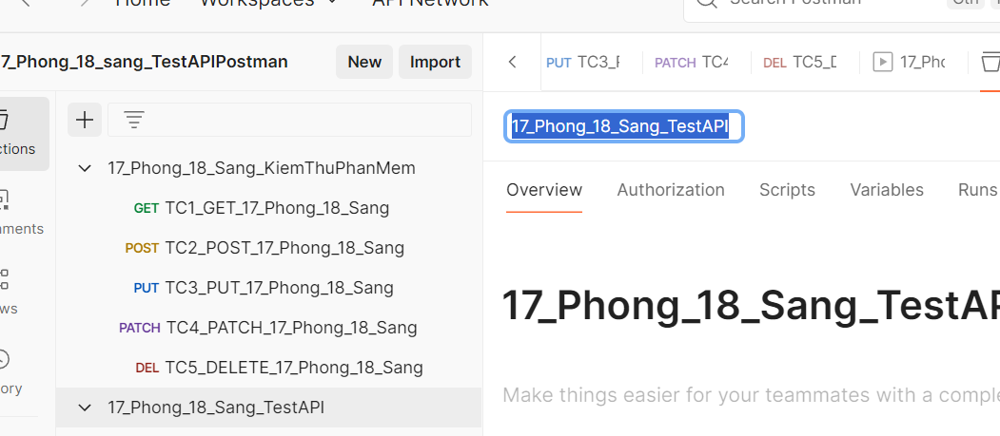 Home Workspaces API Network Search Postman Ctrl
7_Phong_18_sang_TestAPIPostman New Import
PUT TC3_F PATCH TC4 DEL TC5_D 17_Pho
17_Phong_18_Sang_TestAPI
ctions
17_Phong_18_Sang_KiemThuPhanMem
Overview Authorization Scripts Variables Runs
GET TC1_GET_17_Phong_18_Sang
nments
POST TC2_POST_17_Phong_18_Sang
PUT TC3_PUT_17_Phong_18_Sang
ws
17_Phong_18_Sang_TestAP
PATCH TC4_PATCH_17_Phong_18_Sang
DEL TC5_DELETE_17_Phong_18_Sang
ory
Make things easier for your teammates with a comple
17_Phong_18_Sang_TestAPI